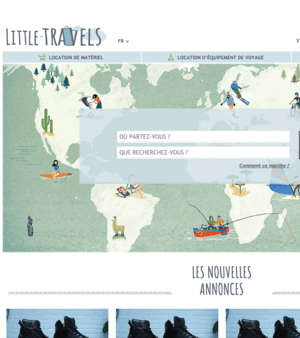 LITTLE TRAVELS
FR
LOCATION DE MATÉRIEL
LOCATION D'ÉQUIPEMENT DE VOYAGE
OÙ PARTEZ-VOUS ?
QUE RECHERCHEZ-VOUS ?
Comment ça marche ?
LES NOUVELLES
ANNONCES